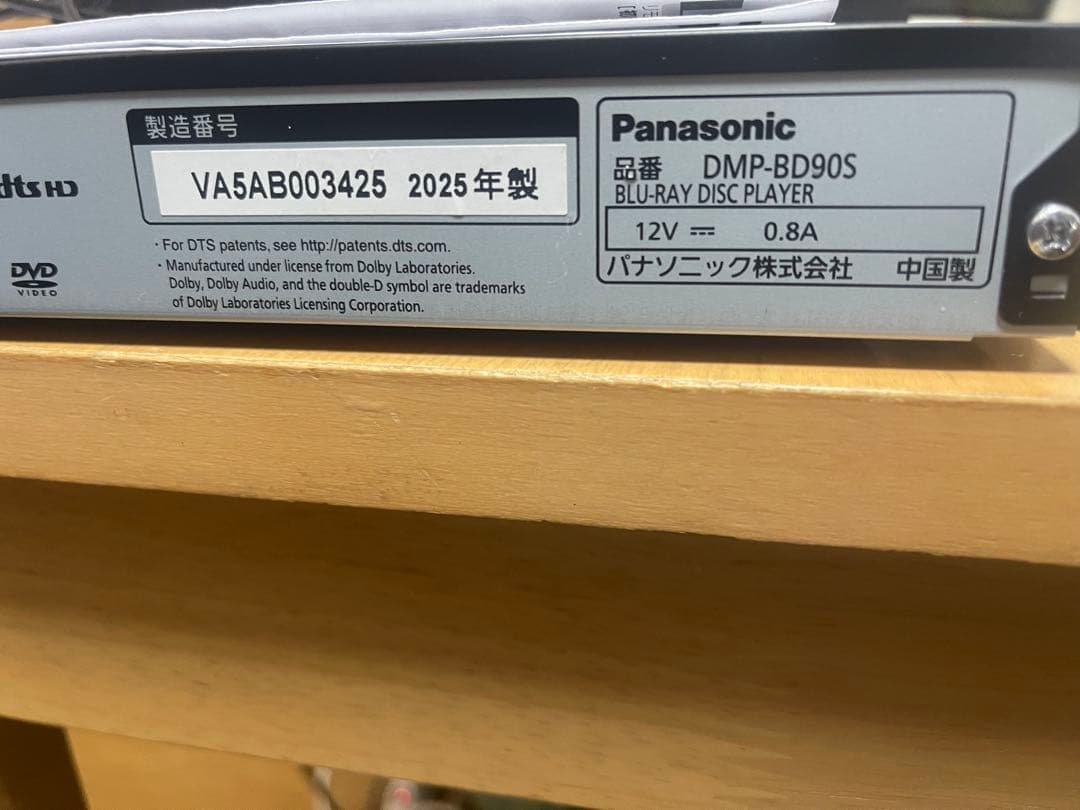 製造番号
VA5AB003425 2025年製
dts HD
DVD
VIDEO
・For DTS patents, see http://patents.dts.com.
・Manufactured under license from Dolby Laboratories.
Dolby, Dolby Audio, and the double-D symbol are trademarks
of Dolby Laboratories Licensing Corporation.
Panasonic
品番 DMP-BD90S
BLU-RAY DISC PLAYER
12V ⎓ 0.8A
パナソニック株式会社 中国製